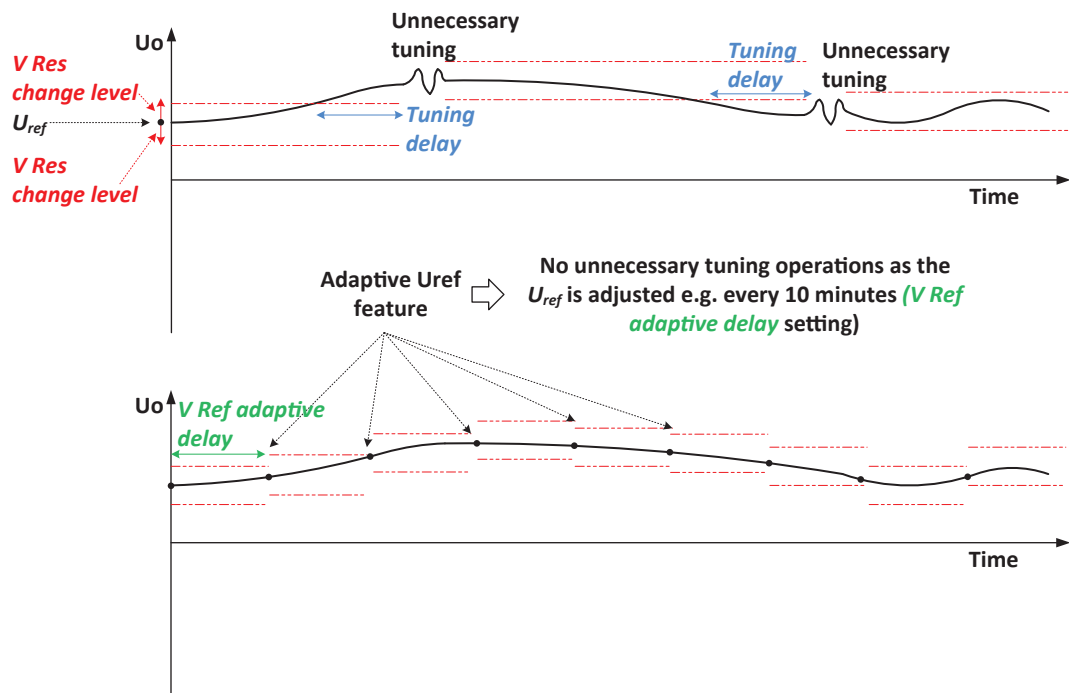 Unnecessary
tuning
Uo
V Res
change level
Uref
V Res
change level
Tuning
delay
Tuning
delay
Unnecessary
tuning
Time
Adaptive Uref
feature
No unnecessary tuning operations as the
Uref is adjusted e.g. every 10 minutes (V Ref
adaptive delay setting)
Uo
V Ref adaptive
delay
Time